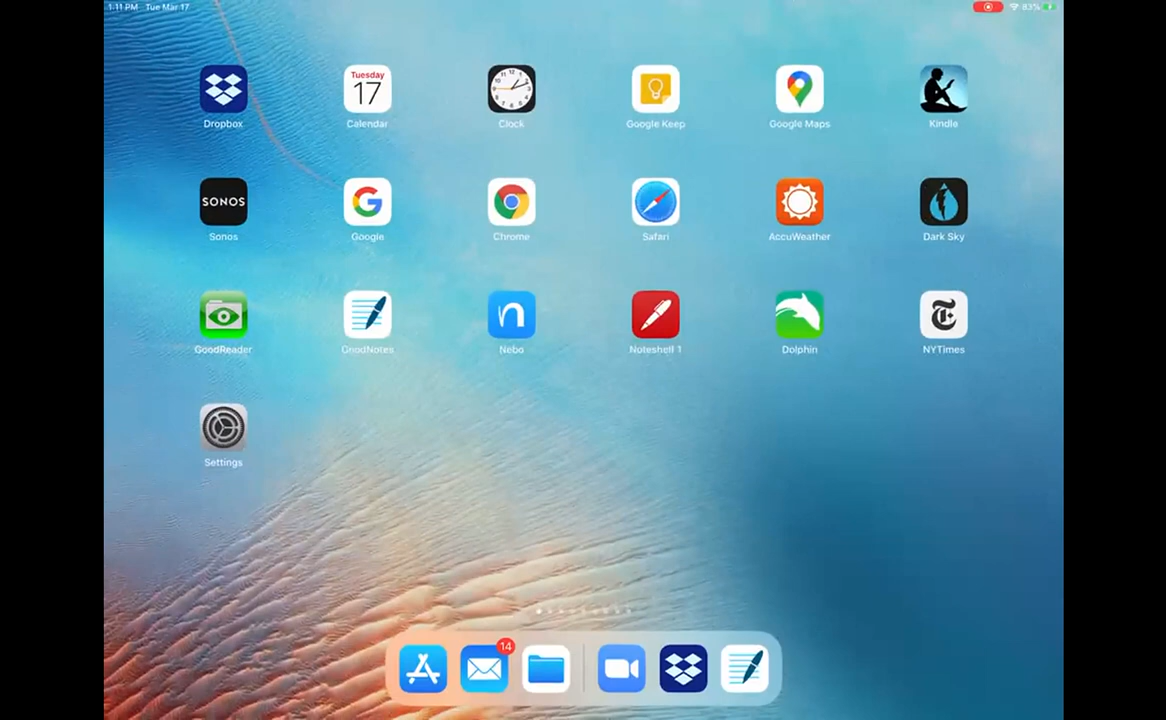 1:11 PM Tue Mar 17 83%
Tuesday
17
Dropbox Calendar Clock Google Keep Google Maps Kindle
SONOS
Sonos Google Chrome Safari AccuWeather Dark Sky
GoodReader GoodNotes Nebo Noteshelf 1 Dolphin NYTimes
Settings
14